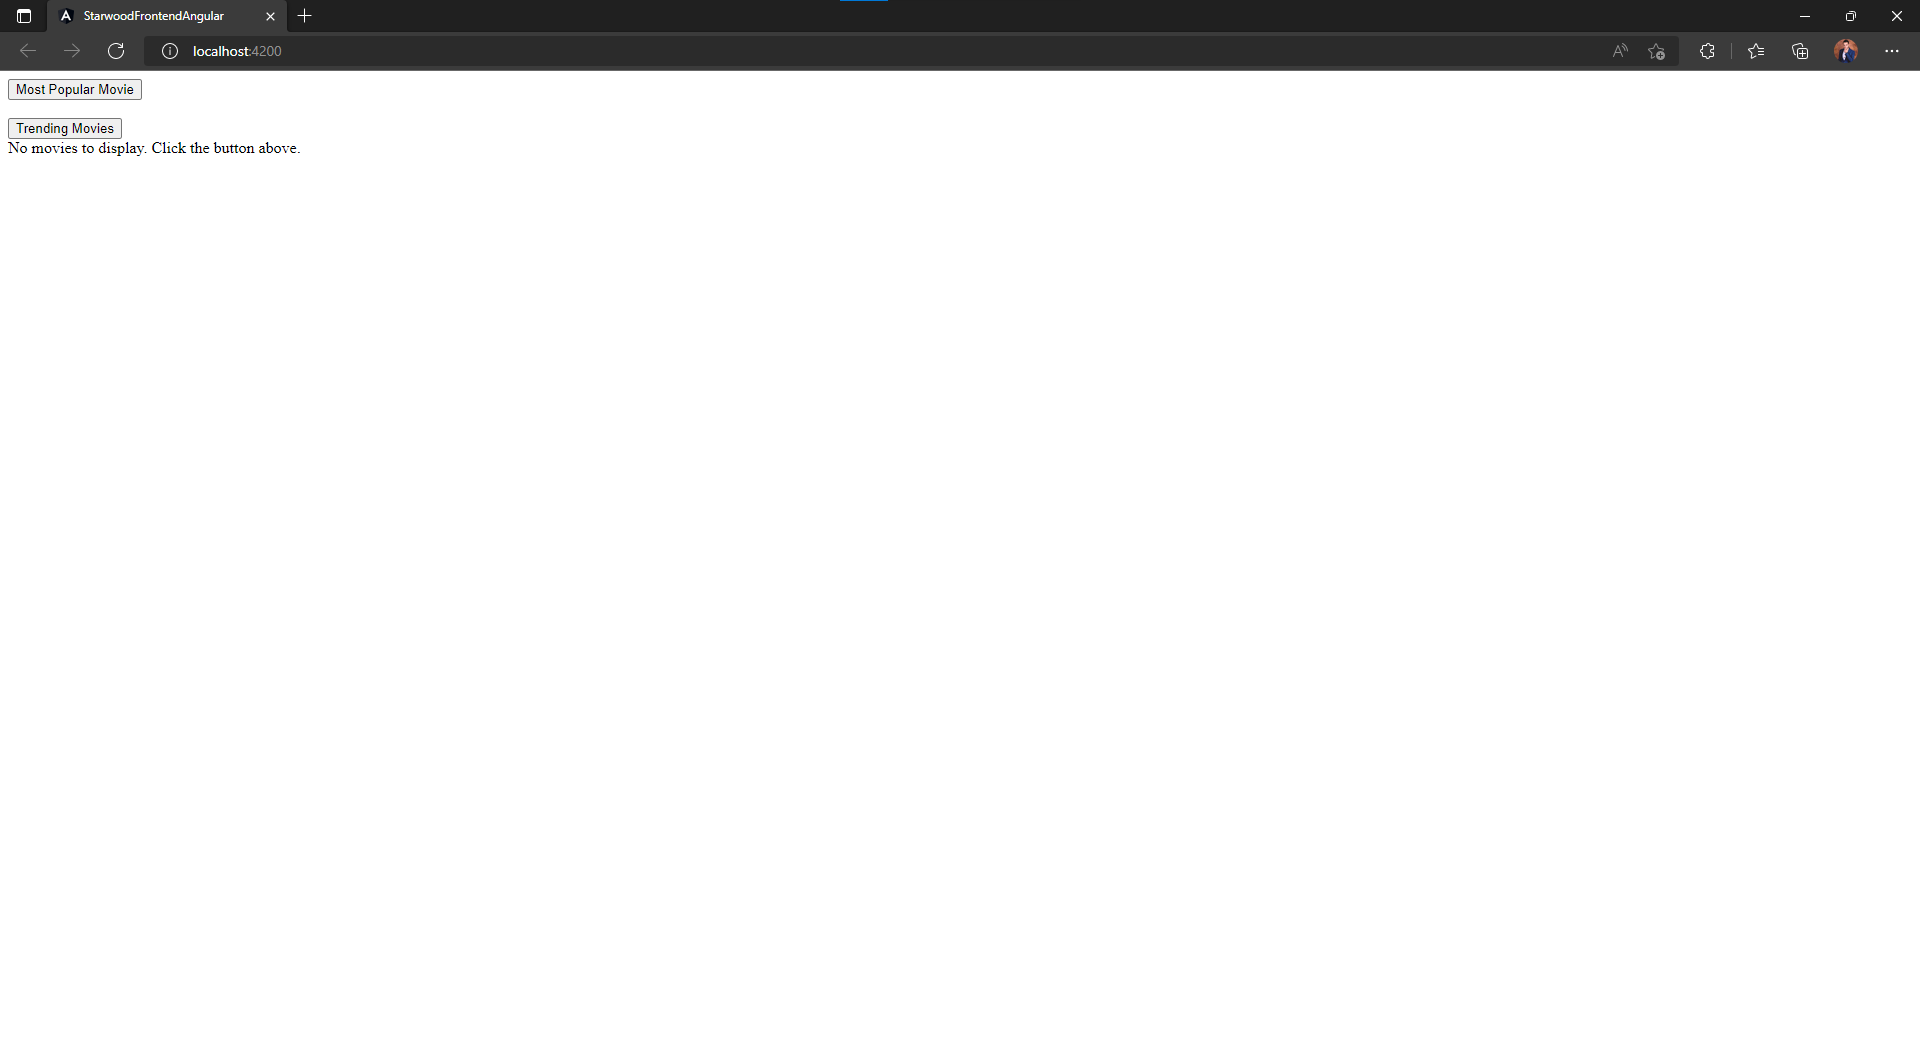 StarwoodFrontendAngular
localhost:4200
Most Popular Movie
Trending Movies
No movies to display. Click the button above.